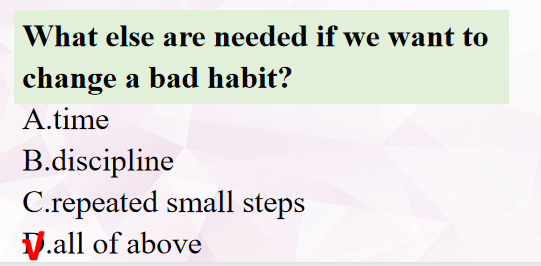 What else are needed if we want to
change a bad habit?
A.time
B.discipline
C.repeated small steps
D.all of above